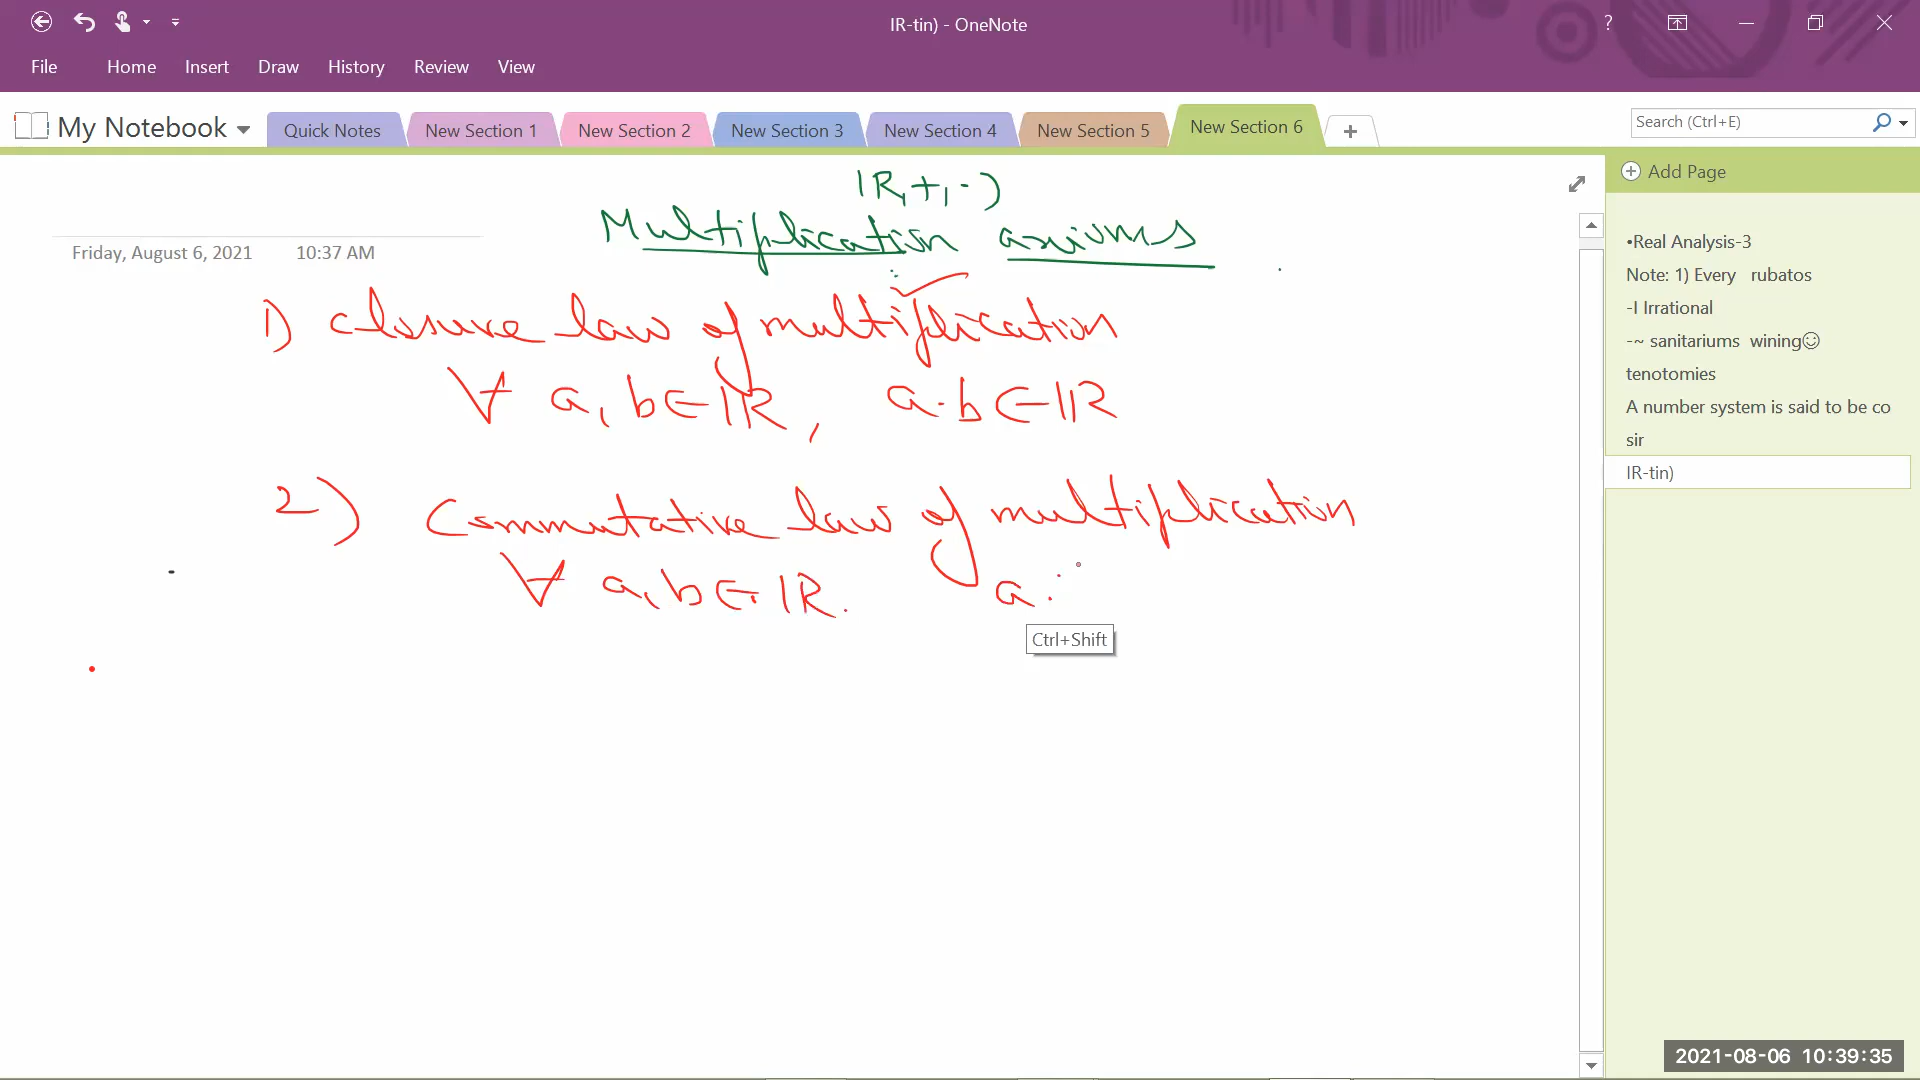 IR-tin) - OneNote
?
File Home Insert Draw History Review View
My Notebook Quick Notes New Section 1 New Section 2 New Section 3 New Section 4 New Section 5 New Section 6 +
Search (Ctrl+E)
Add Page
IR, +, ·)
Multiplication axioms
Friday, August 6, 2021 10:37 AM
1) closure law of multiplication
∀ a, b ∈ IR, a·b ∈ IR
2) Commutative law of multiplication
∀ a, b ∈ IR. a ·
Ctrl+Shift
•Real Analysis-3
Note: 1) Every rubatos
-I Irrational
-~ sanitariums wining☺
tenotomies
A number system is said to be co
sir
IR-tin)
2021-08-06 10:39:35